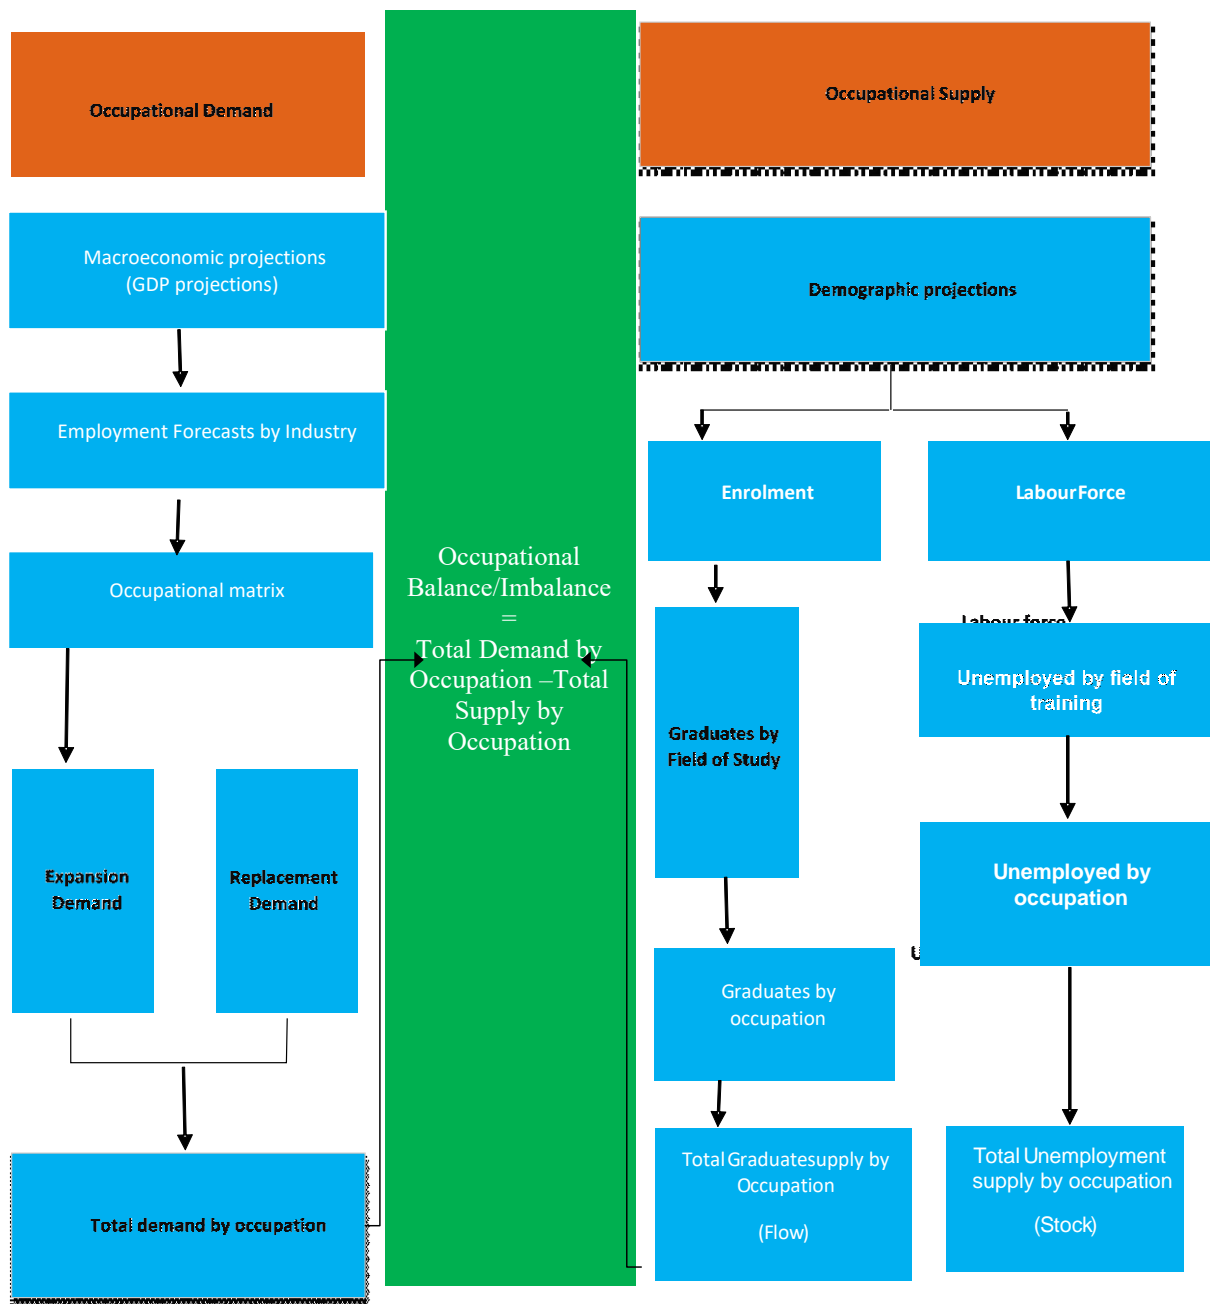 Occupational Demand
Macroeconomic projections
(GDP projections)
Employment Forecasts by Industry
Occupational matrix
Expansion
Demand
Replacement
Demand
Total demand by occupation
Occupational
Balance/Imbalance
=
Total Demand by
Occupation –Total
Supply by
Occupation
Occupational Supply
Demographic projections
Enrolment
LabourForce
Graduates by
Field of Study
Labour force
Unemployed by field of
training
Unemployed by
occupation
Graduates by
occupation
Total Graduatesupply by
Occupation
(Flow)
Total Unemployment
supply by occupation
(Stock)